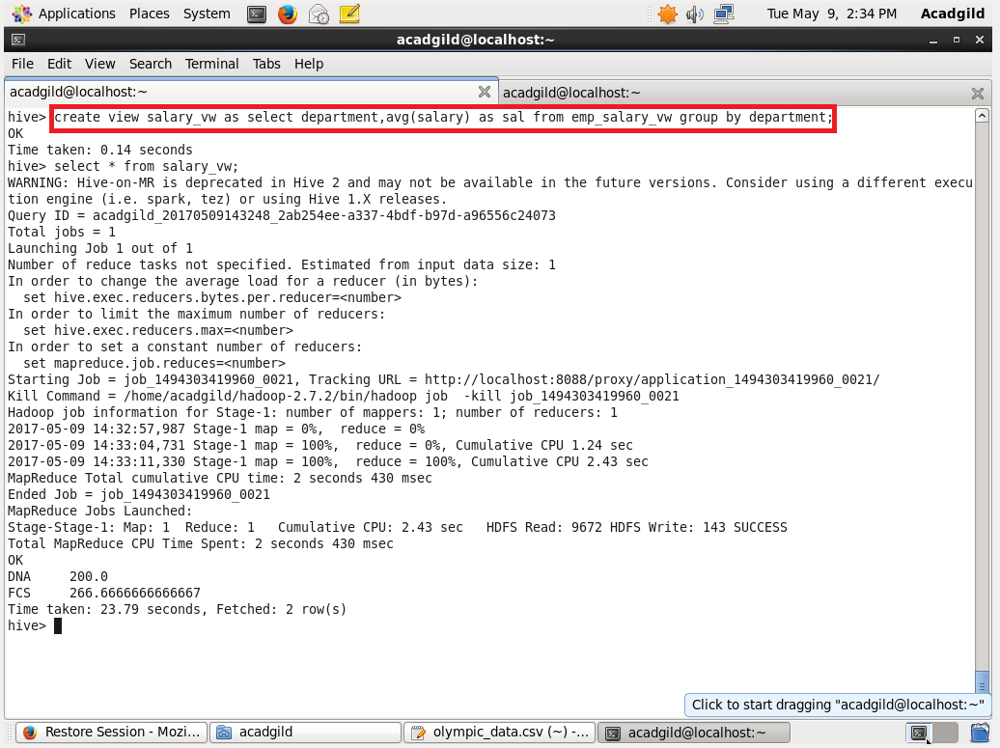 Applications Places System Tue May 9, 2:34 PM Acadgild
acadgild@localhost:~
File Edit View Search Terminal Tabs Help
acadgild@localhost:~ acadgild@localhost:~
hive> create view salary_vw as select department,avg(salary) as sal from emp_salary_vw group by department;
OK
Time taken: 0.14 seconds
hive> select * from salary_vw;
WARNING: Hive-on-MR is deprecated in Hive 2 and may not be available in the future versions. Consider using a different execu
tion engine (i.e. spark, tez) or using Hive 1.X releases.
Query ID = acadgild_20170509143248_2ab254ee-a337-4bdf-b97d-a96556c24073
Total jobs = 1
Launching Job 1 out of 1
Number of reduce tasks not specified. Estimated from input data size: 1
In order to change the average load for a reducer (in bytes):
  set hive.exec.reducers.bytes.per.reducer=<number>
In order to limit the maximum number of reducers:
  set hive.exec.reducers.max=<number>
In order to set a constant number of reducers:
  set mapreduce.job.reduces=<number>
Starting Job = job_1494303419960_0021, Tracking URL = http://localhost:8088/proxy/application_1494303419960_0021/
Kill Command = /home/acadgild/hadoop-2.7.2/bin/hadoop job  -kill job_1494303419960_0021
Hadoop job information for Stage-1: number of mappers: 1; number of reducers: 1
2017-05-09 14:32:57,987 Stage-1 map = 0%,  reduce = 0%
2017-05-09 14:33:04,731 Stage-1 map = 100%,  reduce = 0%, Cumulative CPU 1.24 sec
2017-05-09 14:33:11,330 Stage-1 map = 100%,  reduce = 100%, Cumulative CPU 2.43 sec
MapReduce Total cumulative CPU time: 2 seconds 430 msec
Ended Job = job_1494303419960_0021
MapReduce Jobs Launched:
Stage-Stage-1: Map: 1  Reduce: 1   Cumulative CPU: 2.43 sec   HDFS Read: 9672 HDFS Write: 143 SUCCESS
Total MapReduce CPU Time Spent: 2 seconds 430 msec
OK
DNA     200.0
FCS     266.6666666666667
Time taken: 23.79 seconds, Fetched: 2 row(s)
hive>
Click to start dragging "acadgild@localhost:~"
Restore Session - Mozi... acadgild olympic_data.csv (~) -... acadgild@localhost:~